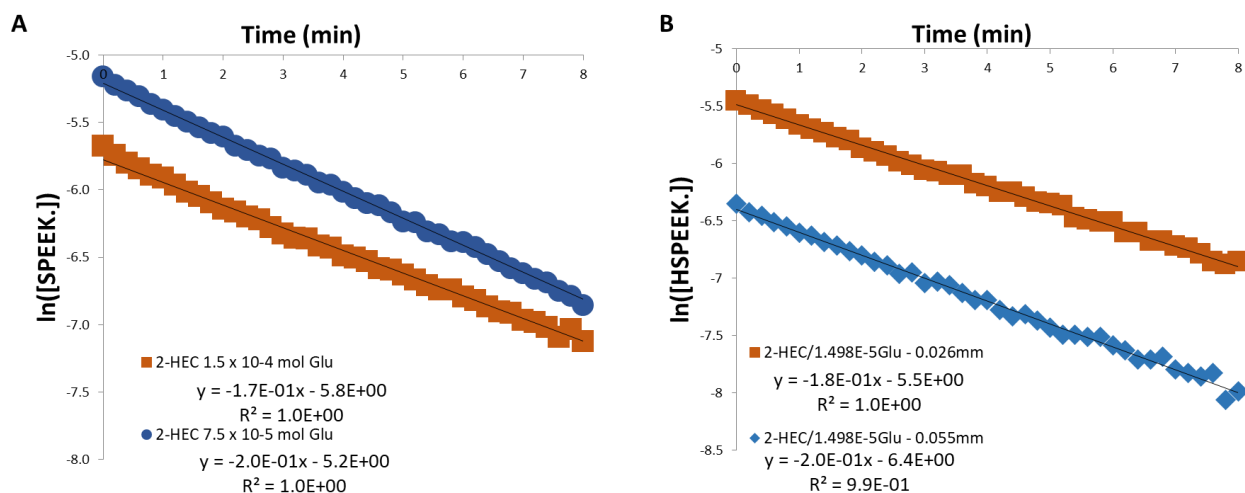 A
Time (min)
-5.0
0 1 2 3 4 5 6 7 8
-5.5
-6.0
-6.5
-7.0
-7.5
-8.0
ln([SPEEK.])
2-HEC 1.5 x 10-4 mol Glu
y = -1.7E-01x - 5.8E+00
R² = 1.0E+00
2-HEC 7.5 x 10-5 mol Glu
y = -2.0E-01x - 5.2E+00
R² = 1.0E+00
B
Time (min)
-5
0 1 2 3 4 5 6 7 8
-5.5
-6
-6.5
-7
-7.5
-8
-8.5
ln([HSPEEK.])
2-HEC/1.498E-5Glu - 0.026mm
y = -1.8E-01x - 5.5E+00
R² = 1.0E+00
2-HEC/1.498E-5Glu - 0.055mm
y = -2.0E-01x - 6.4E+00
R² = 9.9E-01